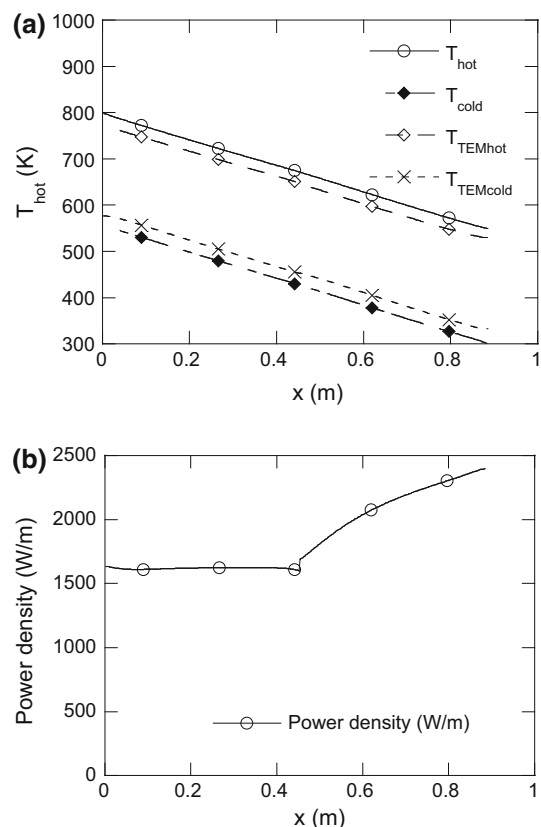 (a)
1000
900
800
700
600
500
400
300
T_hot (K)
T_hot
T_cold
T_TEMhot
T_TEMcold
0 0.2 0.4 0.6 0.8 1
x (m)
(b)
2500
2000
1500
1000
500
0
Power density (W/m)
Power density (W/m)
0 0.2 0.4 0.6 0.8 1
x (m)